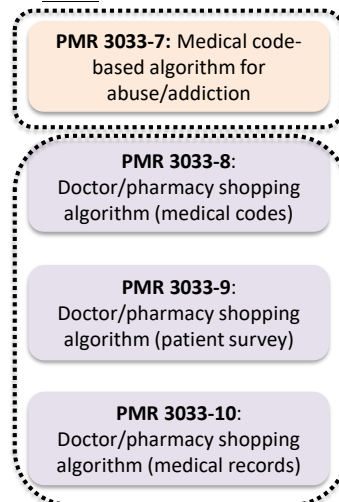 PMR 3033-7: Medical code-
based algorithm for
abuse/addiction
PMR 3033-8:
Doctor/pharmacy shopping
algorithm (medical codes)
PMR 3033-9:
Doctor/pharmacy shopping
algorithm (patient survey)
PMR 3033-10:
Doctor/pharmacy shopping
algorithm (medical records)